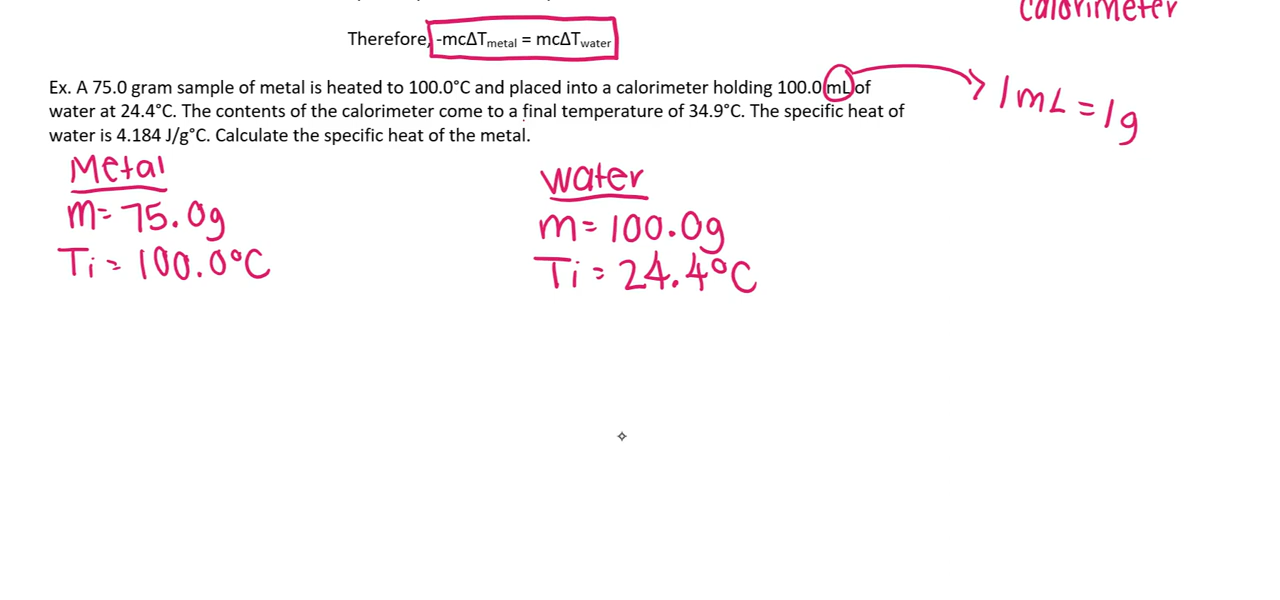 calorimeter
Therefore, -mcΔTmetal = mcΔTwater
Ex. A 75.0 gram sample of metal is heated to 100.0°C and placed into a calorimeter holding 100.0 mL of
1mL = 1g
water at 24.4°C. The contents of the calorimeter come to a final temperature of 34.9°C. The specific heat of
water is 4.184 J/g°C. Calculate the specific heat of the metal.
Metal
m= 75.0g
Ti = 100.0°C
water
m= 100.0g
Ti = 24.4°C